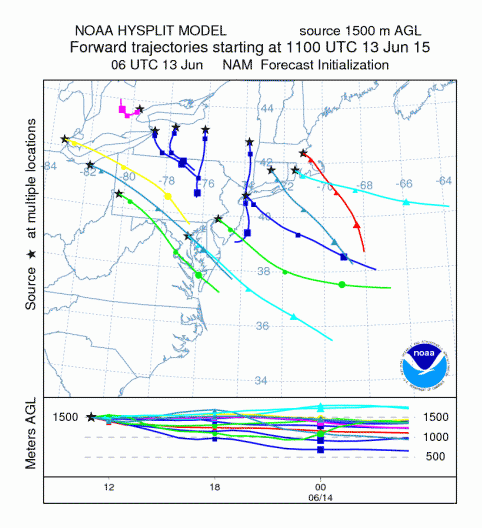 NOAA HYSPLIT MODEL source 1500 m AGL
Forward trajectories starting at 1100 UTC 13 Jun 15
06 UTC 13 Jun NAM Forecast Initialization
Source ★ at multiple locations
44
-84
-82
-80
-78
-76
42
-72
-68
-66
-64
40
38
36
34
noaa
Meters AGL
1500
1500
1000
500
12 18 00
06/14